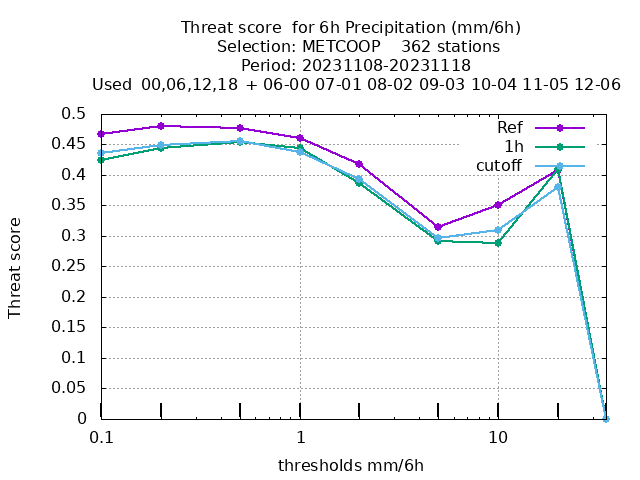 Threat score  for 6h Precipitation (mm/6h)
Selection: METCOOP    362 stations
Period: 20231108-20231118
Used  00,06,12,18  + 06-00 07-01 08-02 09-03 10-04 11-05 12-06
Ref
1h
cutoff
0.5
0.45
0.4
0.35
0.3
0.25
0.2
0.15
0.1
0.05
0
Threat score
0.1 1 10
thresholds mm/6h